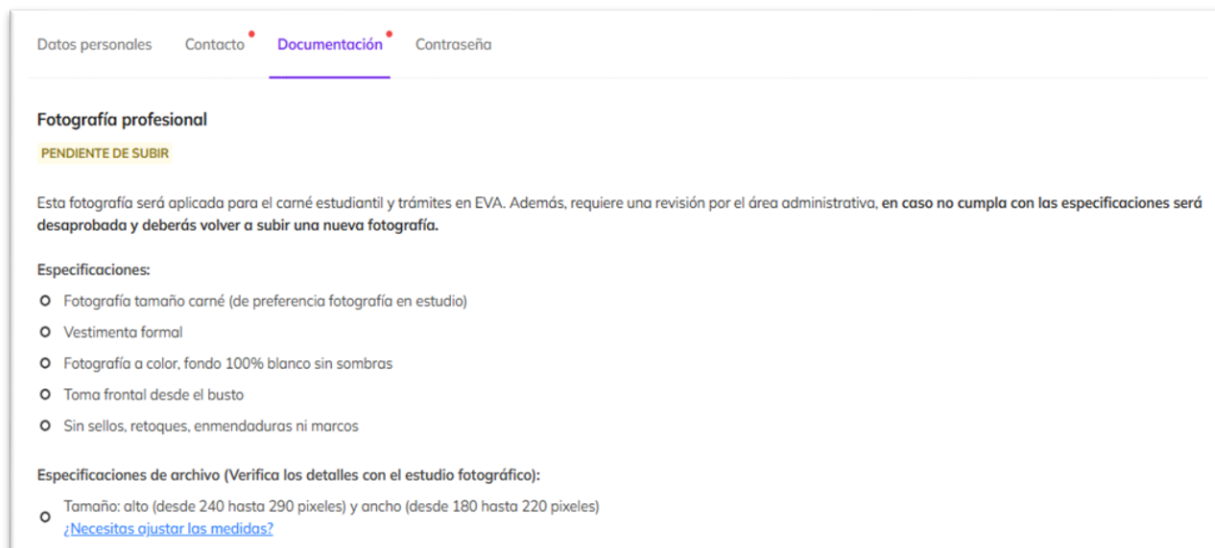 Datos personales Contacto Documentación Contraseña
Fotografía profesional
PENDIENTE DE SUBIR
Esta fotografía será aplicada para el carné estudiantil y trámites en EVA. Además, requiere una revisión por el área administrativa, en caso no cumpla con las especificaciones será
desaprobada y deberás volver a subir una nueva fotografía.
Especificaciones:
Fotografía tamaño carné (de preferencia fotografía en estudio)
Vestimenta formal
Fotografía a color, fondo 100% blanco sin sombras
Toma frontal desde el busto
Sin sellos, retoques, enmendaduras ni marcos
Especificaciones de archivo (Verifica los detalles con el estudio fotográfico):
Tamaño: alto (desde 240 hasta 290 pixeles) y ancho (desde 180 hasta 220 pixeles)
¿Necesitas ajustar las medidas?